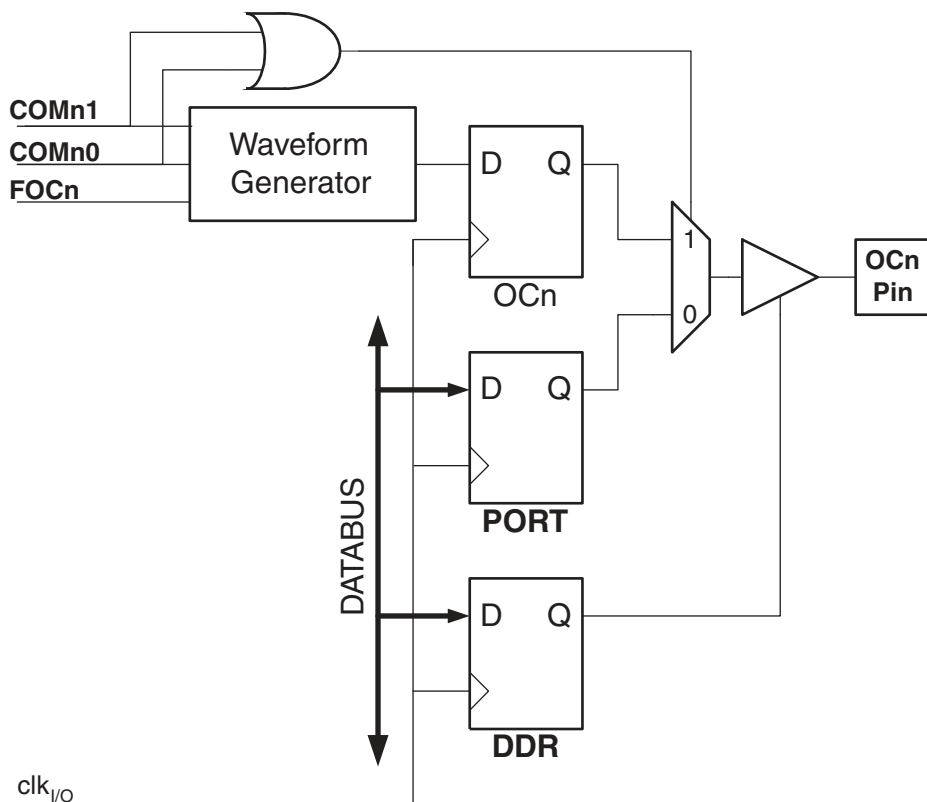 COMn1
COMn0
FOCn
Waveform
Generator
D Q
OCn
1
0
OCn
Pin
D Q
PORT
DATABUS
D Q
DDR
clkI/O